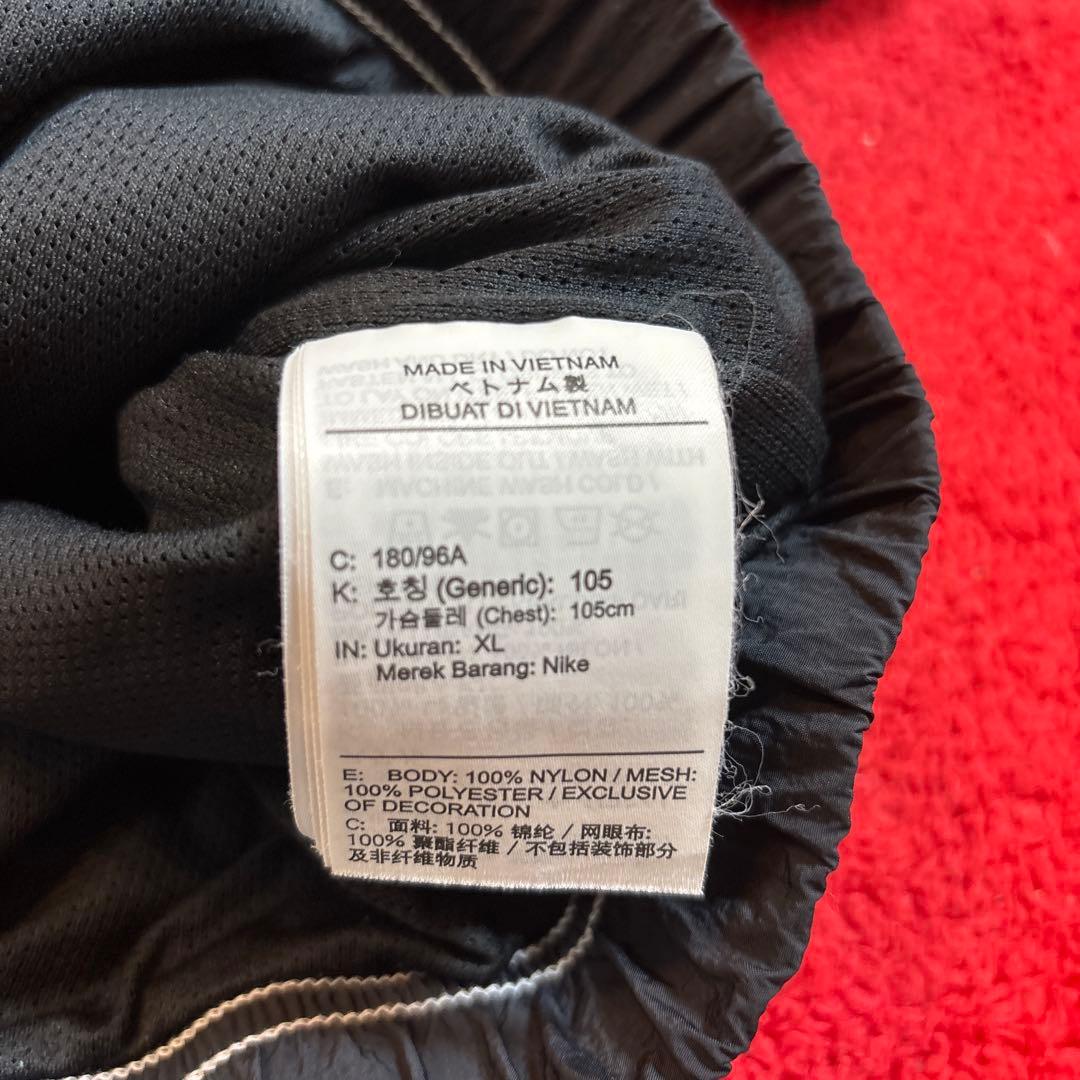 MADE IN VIETNAM
ベトナム製
DIBUAT DI VIETNAM
C: 180/96A
K: 호칭 (Generic): 105
가슴둘레 (Chest): 105cm
IN: Ukuran: XL
Merek Barang: Nike
E: BODY: 100% NYLON / MESH:
100% POLYESTER / EXCLUSIVE
OF DECORATION
C: 面料: 100% 锦纶 / 网眼布:
100% 聚酯纤维 / 不包括装饰部分
及非纤维物质